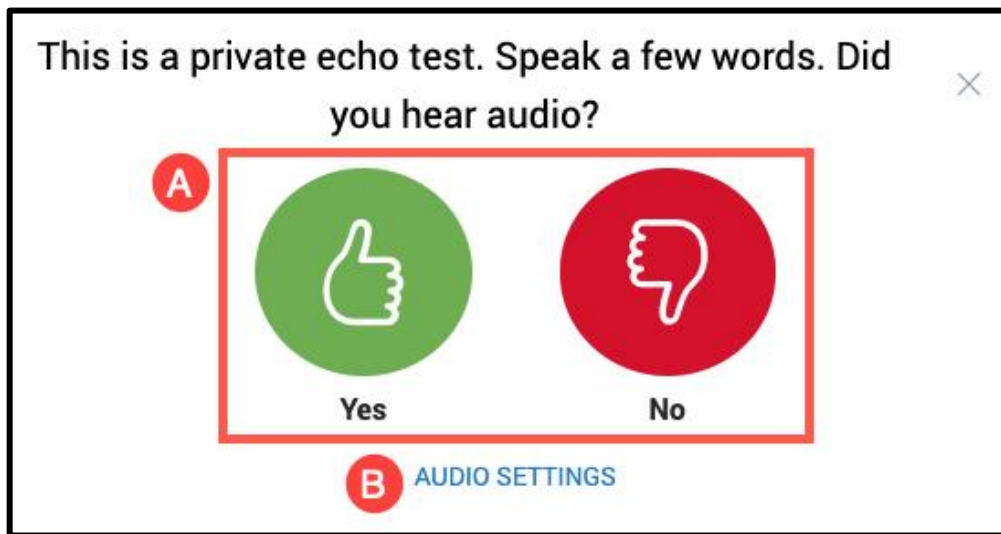 This is a private echo test. Speak a few words. Did
you hear audio?
A
Yes
No
B
AUDIO SETTINGS